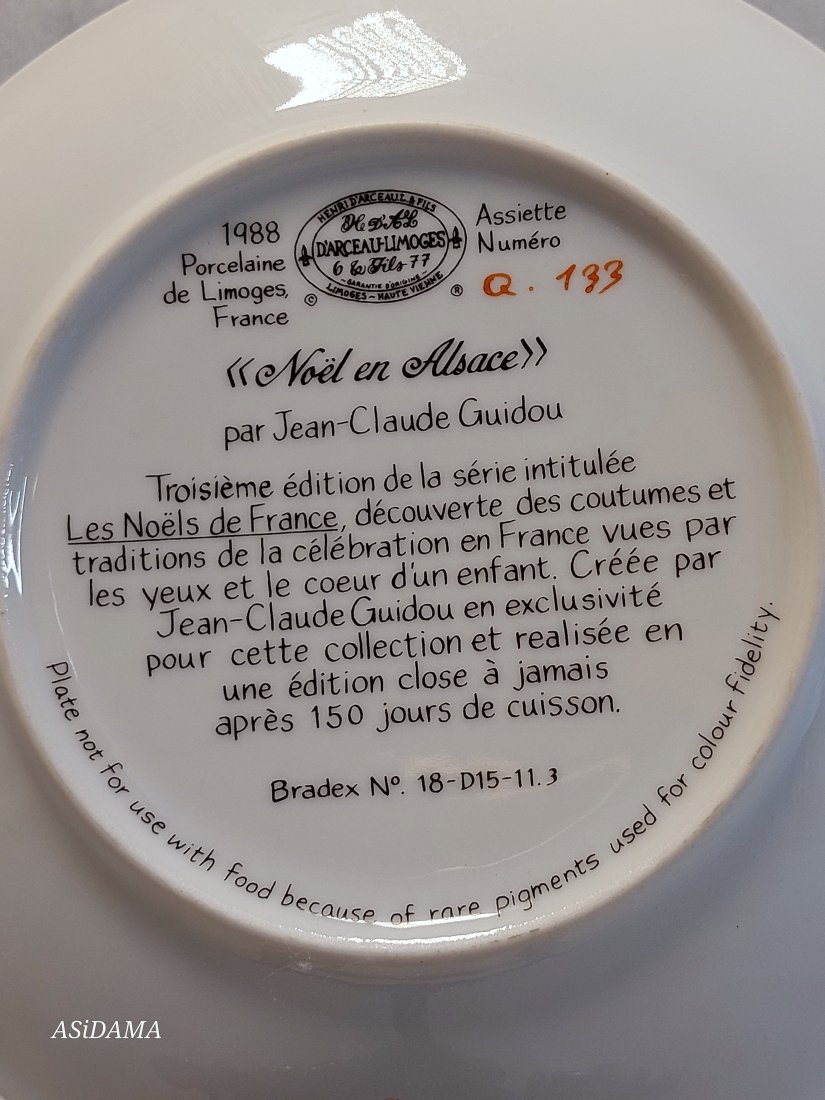 1988
Porcelaine
de Limoges,
France
HENRI D'ARCEAU & FILS
H D'A L
D'ARCEAU-LIMOGES
6 & Fils 77
GARANTIE D'ORIGINE
LIMOGES ~ HAUTE VIENNE
©
®
Assiette
Numéro
Q. 133
«Noël en Alsace»
par Jean-Claude Guidou
Troisième édition de la série intitulée
Les Noëls de France, découverte des coutumes et
traditions de la célébration en France vues par
les yeux et le coeur d'un enfant. Créée par
Jean-Claude Guidou en exclusivité
pour cette collection et realisée en
une édition close à jamais
après 150 jours de cuisson.
Bradex Nº. 18-D15-11.3
Plate not for use with food because of rare pigments used for colour fidelity.
ASiDAMA